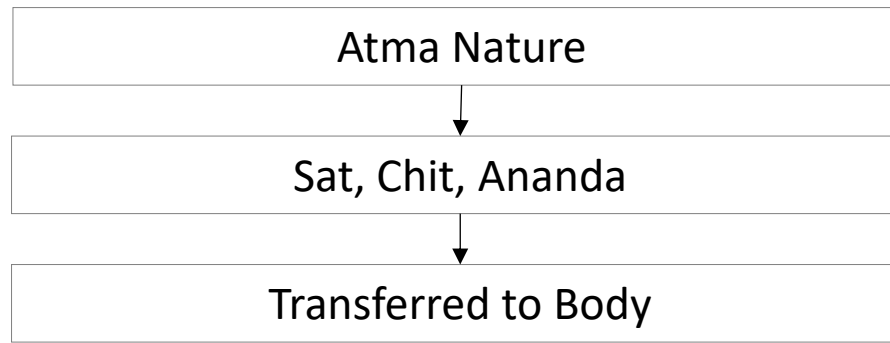 Atma Nature
Sat, Chit, Ananda
Transferred to Body